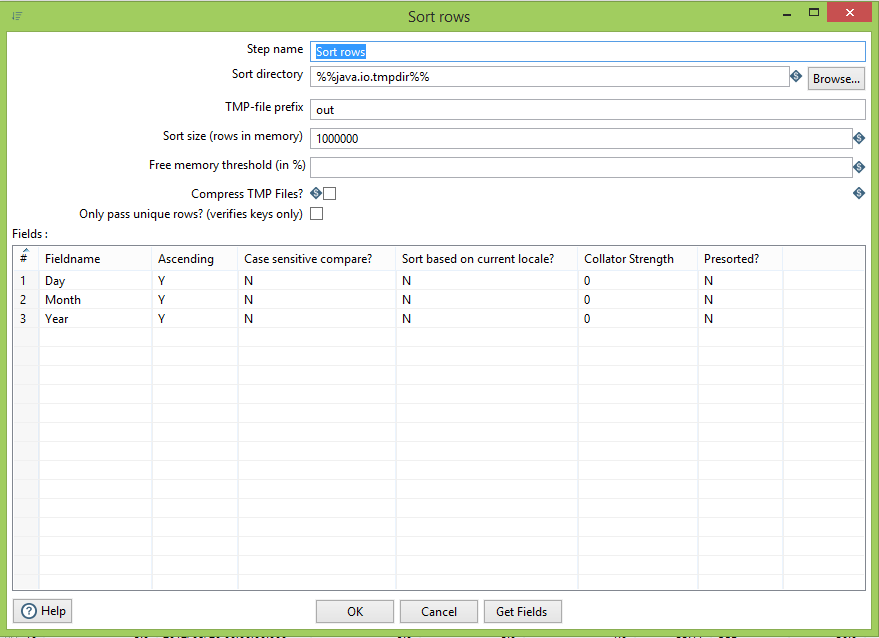 Sort rows
Step name Sort rows
Sort directory %%java.io.tmpdir%% Browse...
TMP-file prefix out
Sort size (rows in memory) 1000000
Free memory threshold (in %)
Compress TMP Files?
Only pass unique rows? (verifies keys only)
Fields :
# Fieldname Ascending Case sensitive compare? Sort based on current locale? Collator Strength Presorted?
1 Day Y N N 0 N
2 Month Y N N 0 N
3 Year Y N N 0 N
Help OK Cancel Get Fields